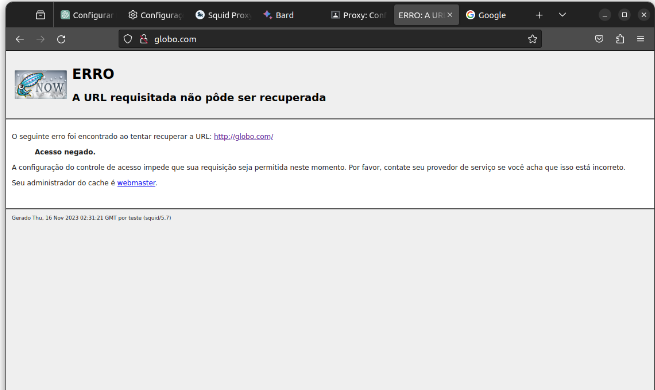 Configurar
Configuraç
Squid Prox
Bard
Proxy: Con
ERRO: A UR
Google
globo.com
NOW
ERRO
A URL requisitada não pôde ser recuperada
O seguinte erro foi encontrado ao tentar recuperar a URL: http://globo.com/
Acesso negado.
A configuração do controle de acesso impede que sua requisição seja permitida neste momento. Por favor, contate seu provedor de serviço se você acha que isso está incorreto.
Seu administrador do cache é webmaster.
Gerado Thu, 16 Nov 2023 02:31:21 GMT por teste (squid/5.7)